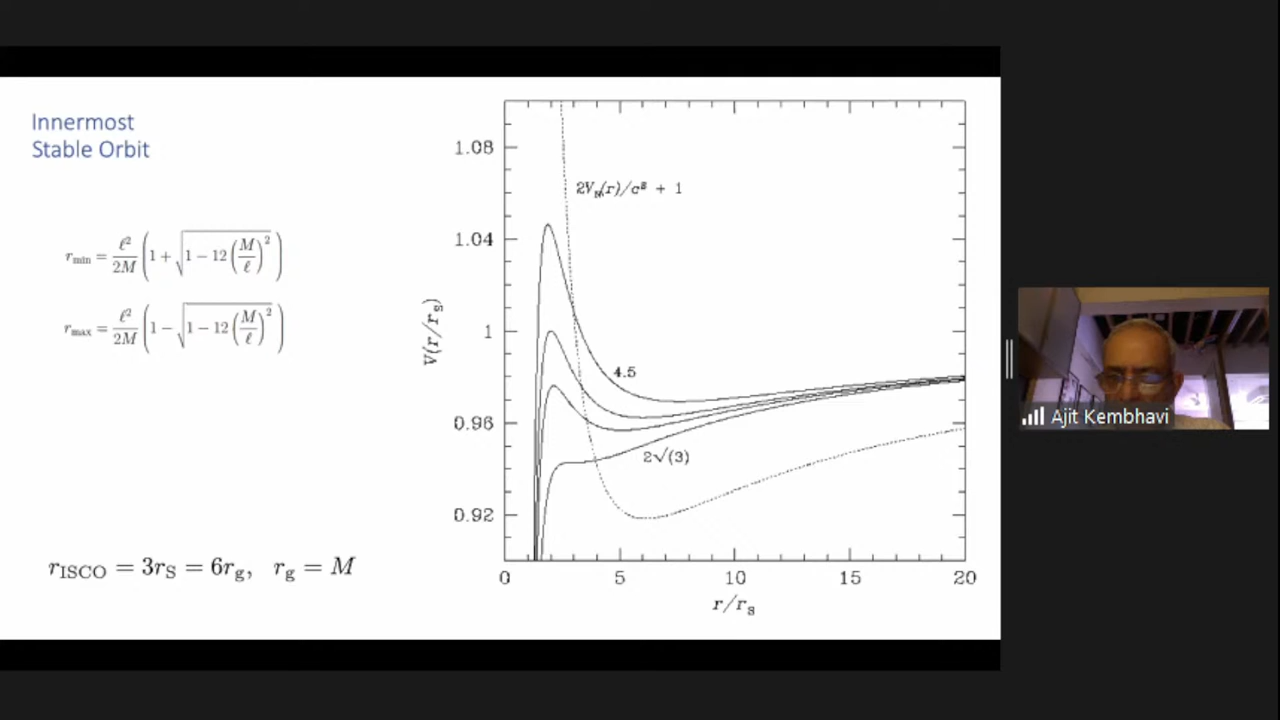 Innermost
Stable Orbit
r_min = ℓ²/2M (1 + √(1 − 12 (M/ℓ)²))
r_max = ℓ²/2M (1 − √(1 − 12 (M/ℓ)²))
r_ISCO = 3r_S = 6r_g, r_g = M
1.08
1.04
1
0.96
0.92
V(r/r_s)
2V_N(r)/c² + 1
4.5
2√(3)
0
5
10
15
20
r/r_s
Ajit Kembhavi